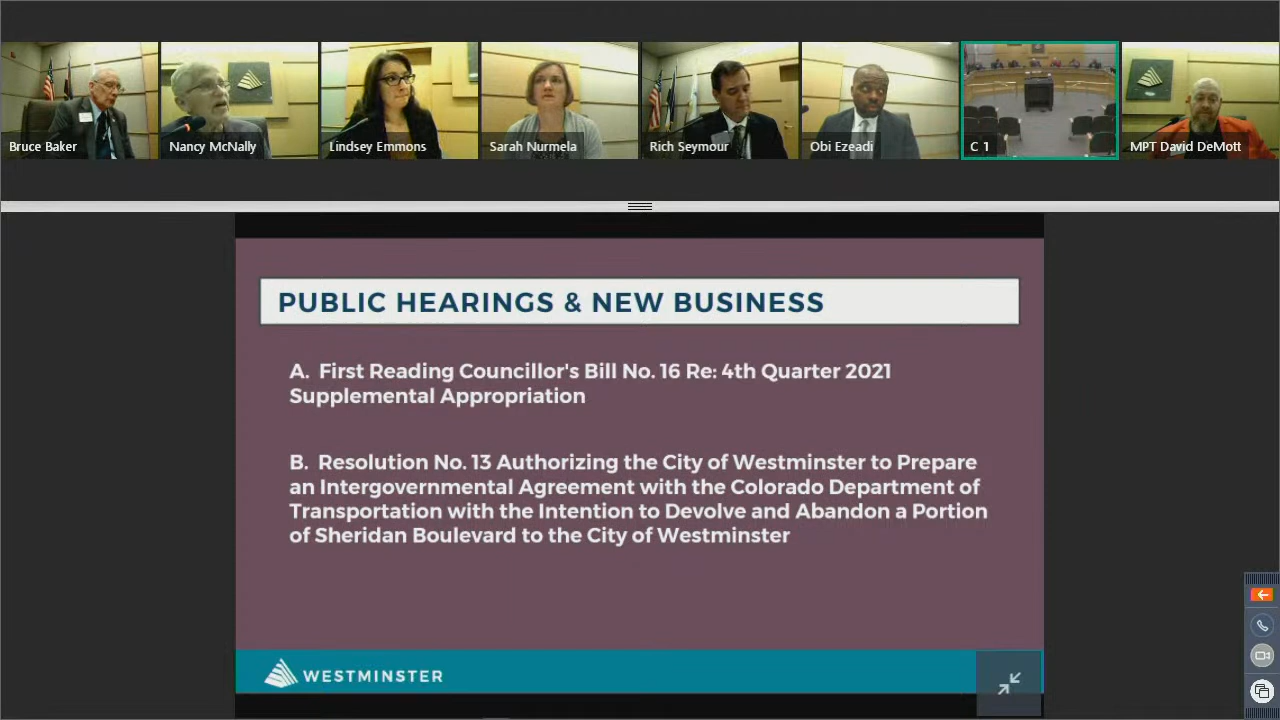 Bruce Baker
Nancy McNally
Lindsey Emmons
Sarah Nurmela
Rich Seymour
Obi Ezeadi
C 1
MPT David DeMott
PUBLIC HEARINGS & NEW BUSINESS
A. First Reading Councillor's Bill No. 16 Re: 4th Quarter 2021
Supplemental Appropriation
B. Resolution No. 13 Authorizing the City of Westminster to Prepare
an Intergovernmental Agreement with the Colorado Department of
Transportation with the Intention to Devolve and Abandon a Portion
of Sheridan Boulevard to the City of Westminster
WESTMINSTER